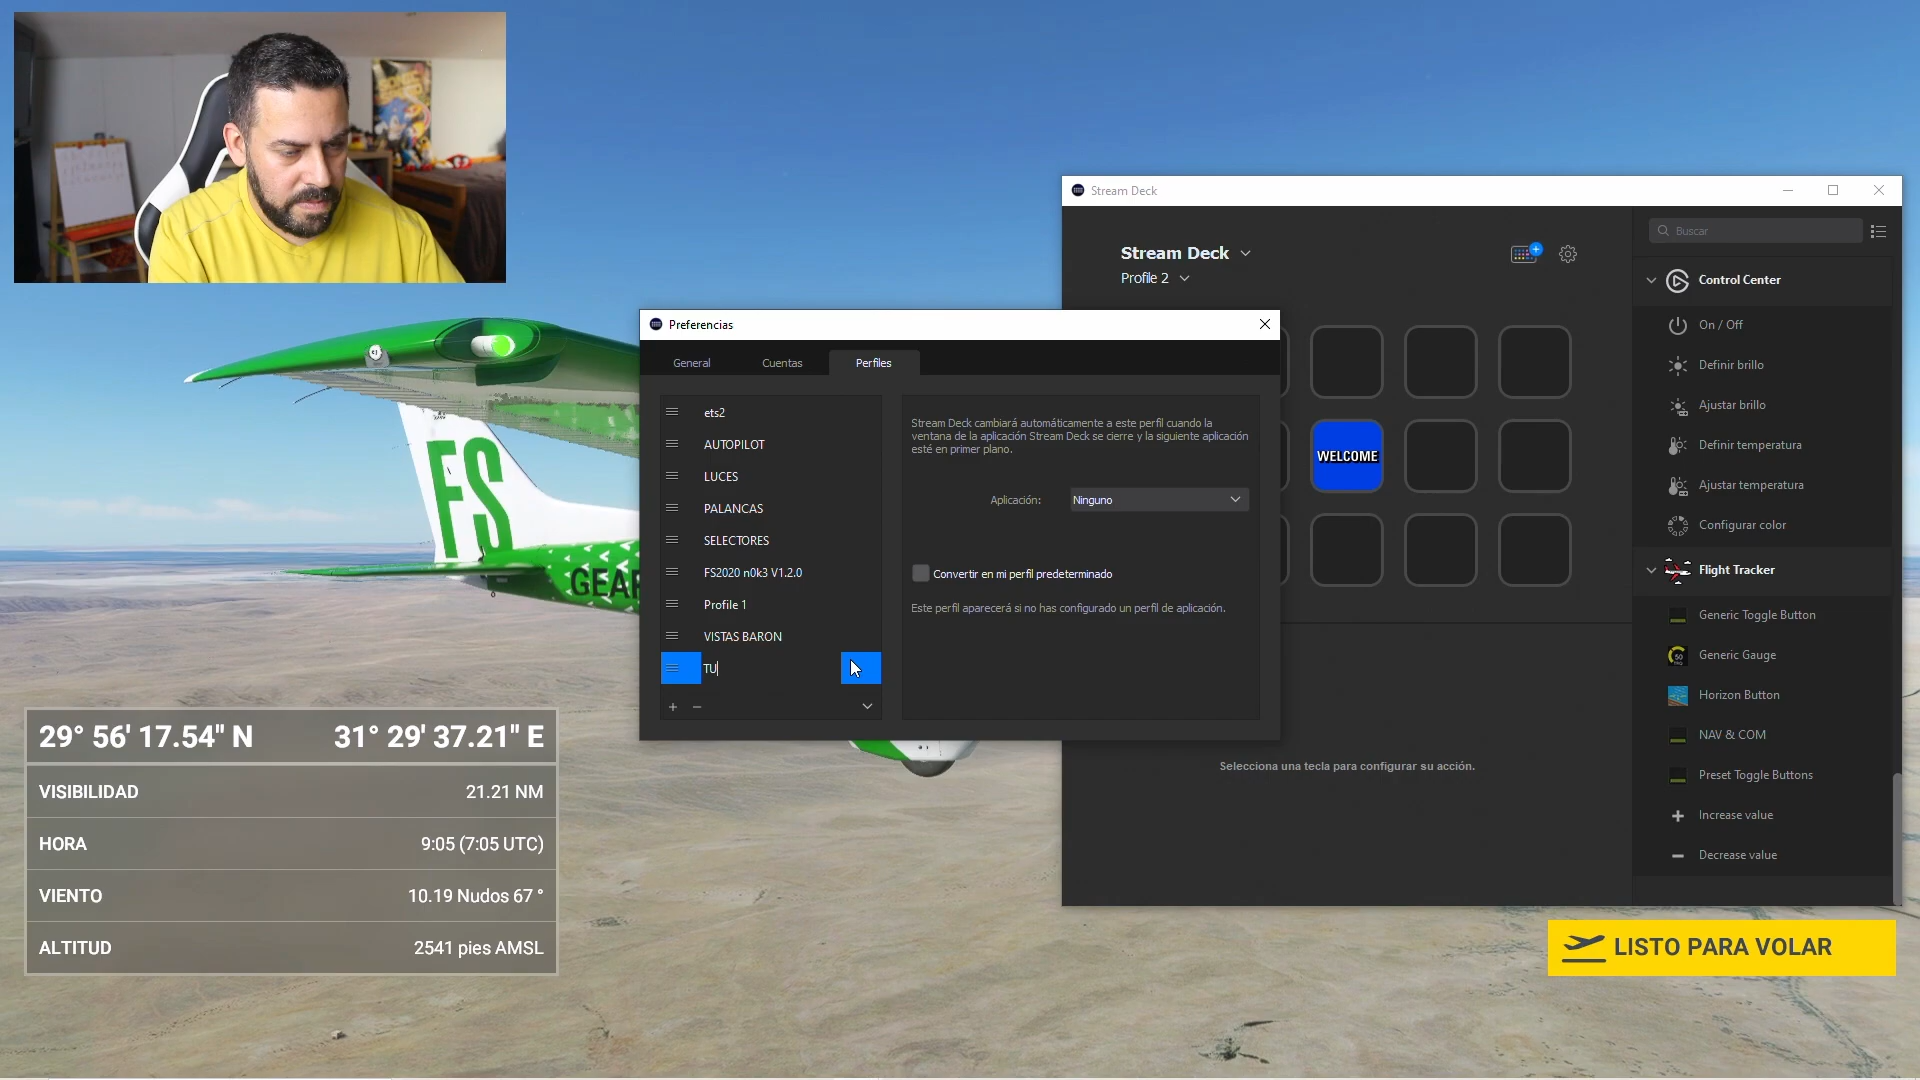 Stream Deck
Stream Deck
Profile 2
WELCOME
Selecciona una tecla para configurar su acción.
Buscar
Control Center
On / Off
Definir brillo
Ajustar brillo
Definir temperatura
Ajustar temperatura
Configurar color
Flight Tracker
Generic Toggle Button
Generic Gauge
Horizon Button
NAV & COM
Preset Toggle Buttons
Increase value
Decrease value
Preferencias
General
Cuentas
Perfiles
ets2
AUTOPILOT
LUCES
PALANCAS
SELECTORES
FS2020 n0k3 V1.2.0
Profile 1
VISTAS BARON
TU
Stream Deck cambiará automáticamente a este perfil cuando la
ventana de la aplicación Stream Deck se cierre y la siguiente aplicación
esté en primer plano.
Aplicación:
Ninguno
Convertir en mi perfil predeterminado
Este perfil aparecerá si no has configurado un perfil de aplicación.
FS
GEAR
29° 56' 17.54" N
31° 29' 37.21" E
VISIBILIDAD
21.21 NM
HORA
9:05 (7:05 UTC)
VIENTO
10.19 Nudos 67 °
ALTITUD
2541 pies AMSL
LISTO PARA VOLAR